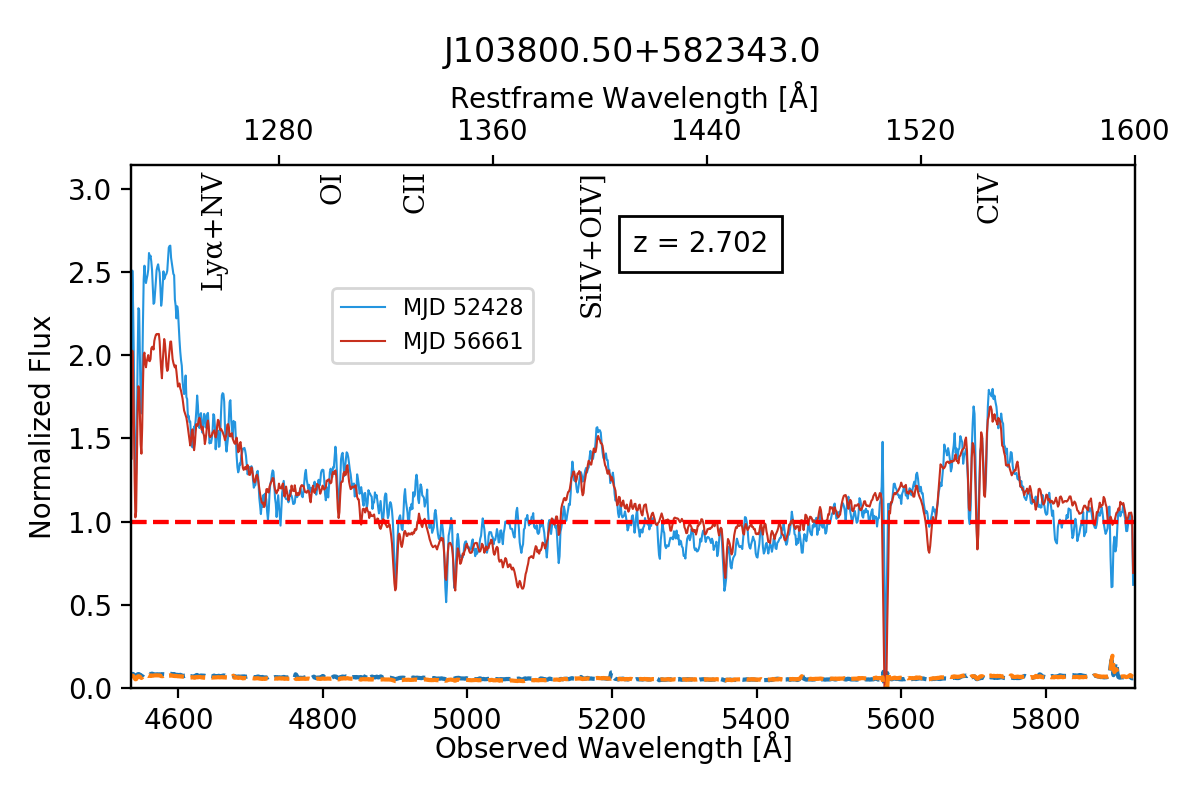 J103800.50+582343.0
Restframe Wavelength [Å]
1280 1360 1440 1520 1600
Normalized Flux
3.0
2.5
2.0
1.5
1.0
0.5
0.0
Lyα+NV
OI
CII
SiIV+OIV]
CIV
z = 2.702
MJD 52428
MJD 56661
4600 4800 5000 5200 5400 5600 5800
Observed Wavelength [Å]